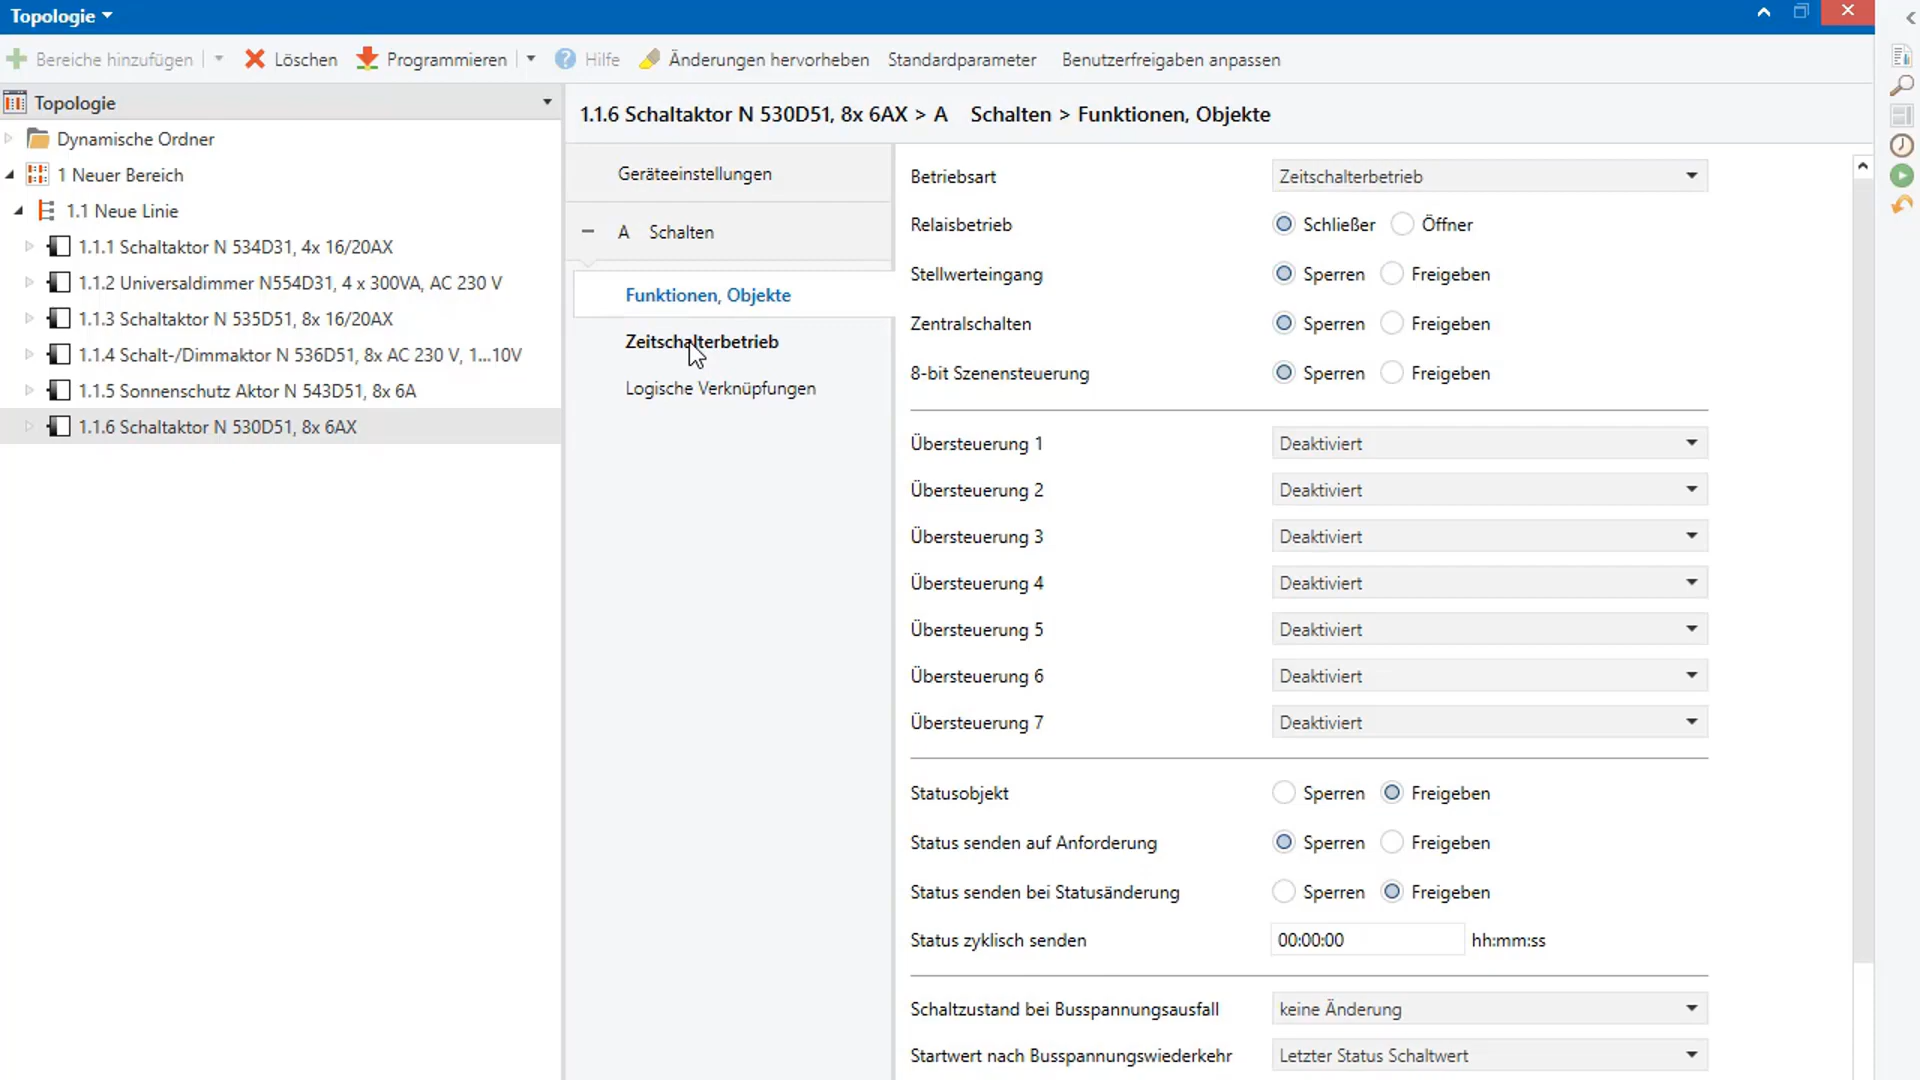 Topologie
Bereiche hinzufügen
Löschen
Programmieren
Hilfe
Änderungen hervorheben
Standardparameter
Benutzerfreigaben anpassen
Topologie
Dynamische Ordner
1 Neuer Bereich
1.1 Neue Linie
1.1.1 Schaltaktor N 534D31, 4x 16/20AX
1.1.2 Universaldimmer N554D31, 4 x 300VA, AC 230 V
1.1.3 Schaltaktor N 535D51, 8x 16/20AX
1.1.4 Schalt-/Dimmaktor N 536D51, 8x AC 230 V, 1...10V
1.1.5 Sonnenschutz Aktor N 543D51, 8x 6A
1.1.6 Schaltaktor N 530D51, 8x 6AX
1.1.6 Schaltaktor N 530D51, 8x 6AX > A Schalten > Funktionen, Objekte
Geräteeinstellungen
A Schalten
Funktionen, Objekte
Zeitschalterbetrieb
Logische Verknüpfungen
Betriebsart Zeitschalterbetrieb
Relaisbetrieb Schließer Öffner
Stellwerteingang Sperren Freigeben
Zentralschalten Sperren Freigeben
8-bit Szenensteuerung Sperren Freigeben
Übersteuerung 1 Deaktiviert
Übersteuerung 2 Deaktiviert
Übersteuerung 3 Deaktiviert
Übersteuerung 4 Deaktiviert
Übersteuerung 5 Deaktiviert
Übersteuerung 6 Deaktiviert
Übersteuerung 7 Deaktiviert
Statusobjekt Sperren Freigeben
Status senden auf Anforderung Sperren Freigeben
Status senden bei Statusänderung Sperren Freigeben
Status zyklisch senden 00:00:00 hh:mm:ss
Schaltzustand bei Busspannungsausfall keine Änderung
Startwert nach Busspannungswiederkehr Letzter Status Schaltwert